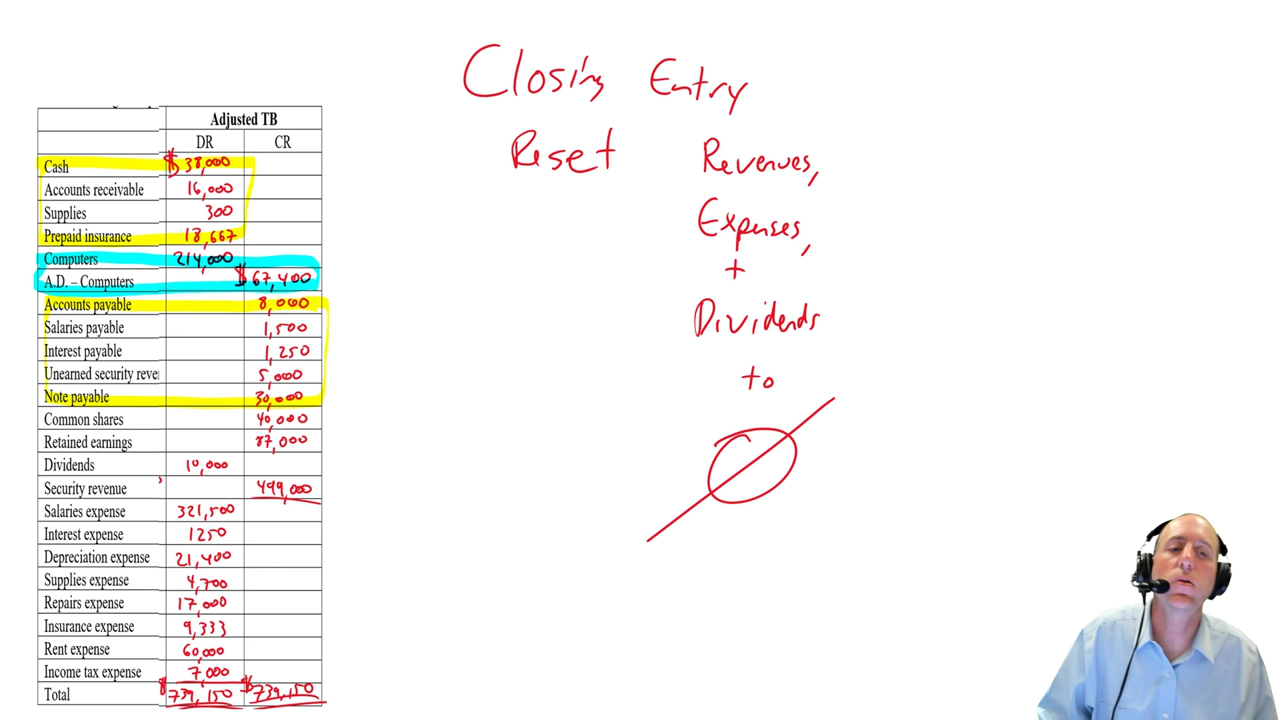 Closing Entry
Reset Revenues,
Expenses,
+
Dividends
to
Adjusted TB
DR CR
Cash $38,000
Accounts receivable 16,000
Supplies 300
Prepaid insurance 18,667
Computers 214,000
A.D. – Computers $67,400
Accounts payable 8,000
Salaries payable 1,500
Interest payable 1,250
Unearned security reve 5,000
Note payable 30,000
Common shares 40,000
Retained earnings 87,000
Dividends 10,000
Security revenue 499,000
Salaries expense 321,500
Interest expense 1250
Depreciation expense 21,400
Supplies expense 4,700
Repairs expense 17,000
Insurance expense 9,333
Rent expense 60,000
Income tax expense 7,000
Total $739,150 $739,150